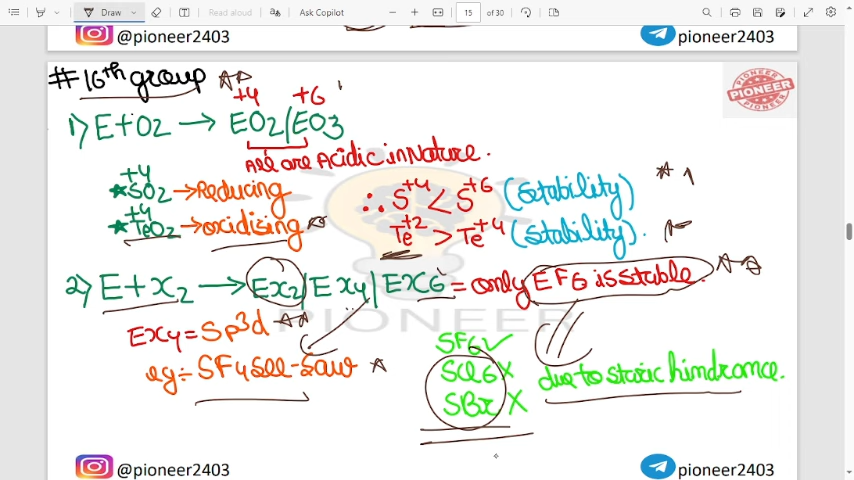 Draw
Read aloud
Ask Copilot
15 of 30
@pioneer2403 pioneer2403
#16th group
PIONEER
+4 +6
1) E+O2 → EO2/EO3
All are Acidic in Nature.
+4
*SO2 → Reducing
+4
*TeO2 → oxidising
∴ S+4 < S+6 (Stability)
Te+2 > Te+4 (Stability).
2) E+X2 → EX2/EX4/EX6 = only EF6 is stable.
PIONEER
EX4 = Sp3d
eg:- SF4 See-Saw
SF6 ✓
SCl6 X
SBr X
due to static hindrance.
@pioneer2403 pioneer2403